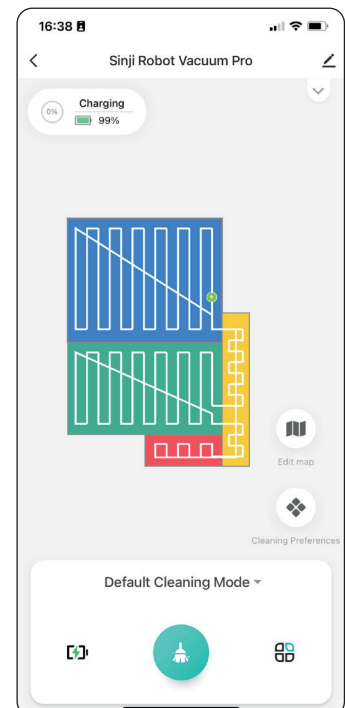 16:38
Sinji Robot Vacuum Pro
0%
Charging
99%
Edit map
Cleaning Preferences
Default Cleaning Mode